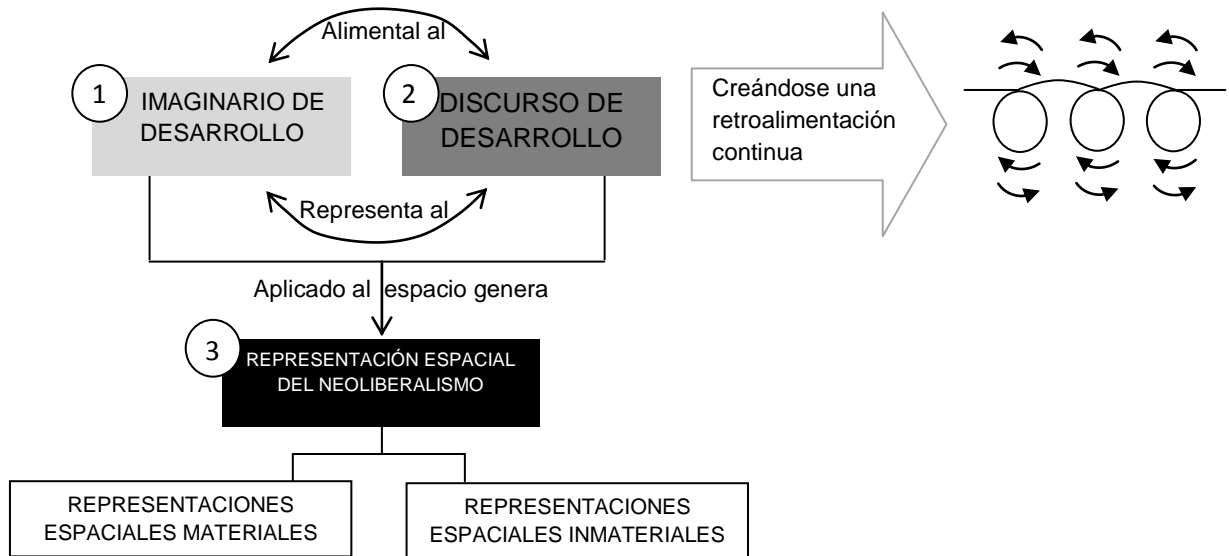 Alimental al
1
IMAGINARIO DE
DESARROLLO
2
DISCURSO DE
DESARROLLO
Representa al
Creándose una
retroalimentación
continua
Aplicado al espacio genera
3
REPRESENTACIÓN ESPACIAL
DEL NEOLIBERALISMO
REPRESENTACIONES
ESPACIALES MATERIALES
REPRESENTACIONES
ESPACIALES INMATERIALES